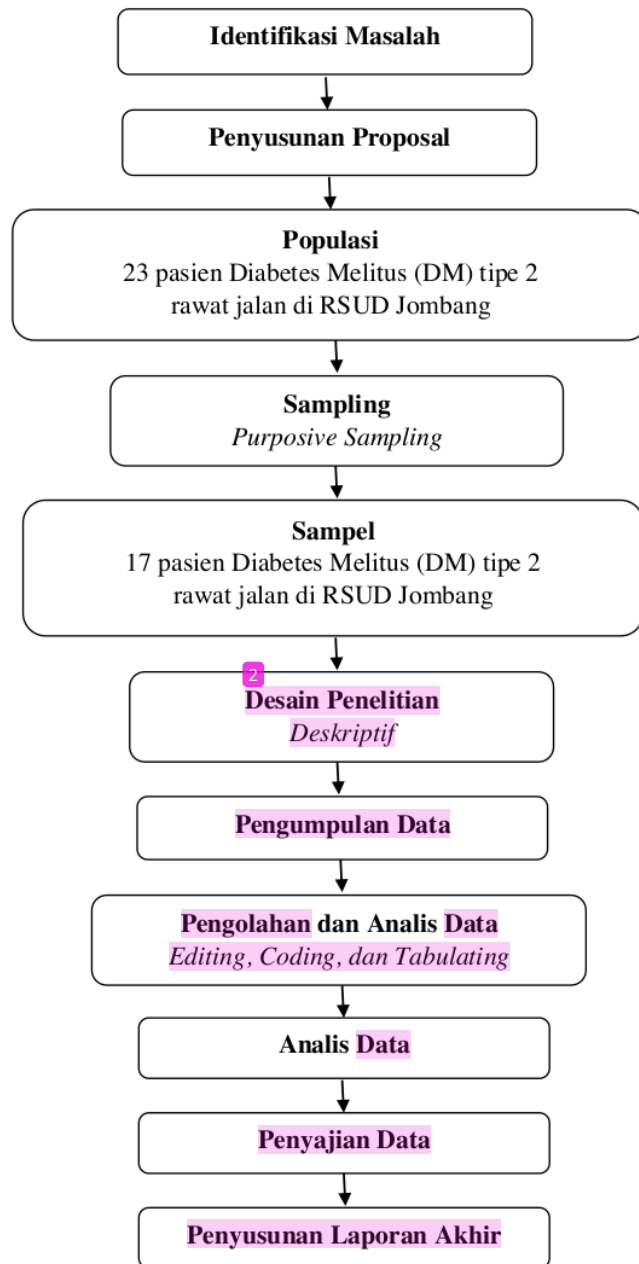 Identifikasi Masalah
Penyusunan Proposal
Populasi
23 pasien Diabetes Melitus (DM) tipe 2
rawat jalan di RSUD Jombang
Sampling
Purposive Sampling
Sampel
17 pasien Diabetes Melitus (DM) tipe 2
rawat jalan di RSUD Jombang
2
Desain Penelitian
Deskriptif
Pengumpulan Data
Pengolahan dan Analis Data
Editing, Coding, dan Tabulating
Analis Data
Penyajian Data
Penyusunan Laporan Akhir